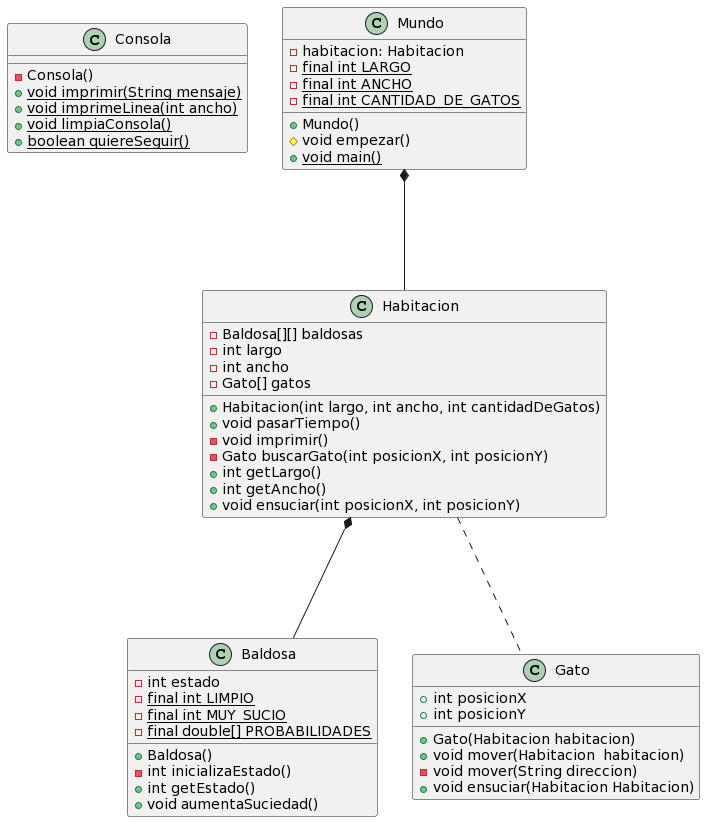 C Consola
Consola()
void imprimir(String mensaje)
void imprimeLinea(int ancho)
void limpiaConsola()
boolean quiereSeguir()
C Mundo
habitacion: Habitacion
final int LARGO
final int ANCHO
final int CANTIDAD_DE_GATOS
Mundo()
void empezar()
void main()
C Habitacion
Baldosa[][] baldosas
int largo
int ancho
Gato[] gatos
Habitacion(int largo, int ancho, int cantidadDeGatos)
void pasarTiempo()
void imprimir()
Gato buscarGato(int posicionX, int posicionY)
int getLargo()
int getAncho()
void ensuciar(int posicionX, int posicionY)
C Baldosa
int estado
final int LIMPIO
final int MUY_SUCIO
final double[] PROBABILIDADES
Baldosa()
int inicializaEstado()
int getEstado()
void aumentaSuciedad()
C Gato
int posicionX
int posicionY
Gato(Habitacion habitacion)
void mover(Habitacion  habitacion)
void mover(String direccion)
void ensuciar(Habitacion Habitacion)